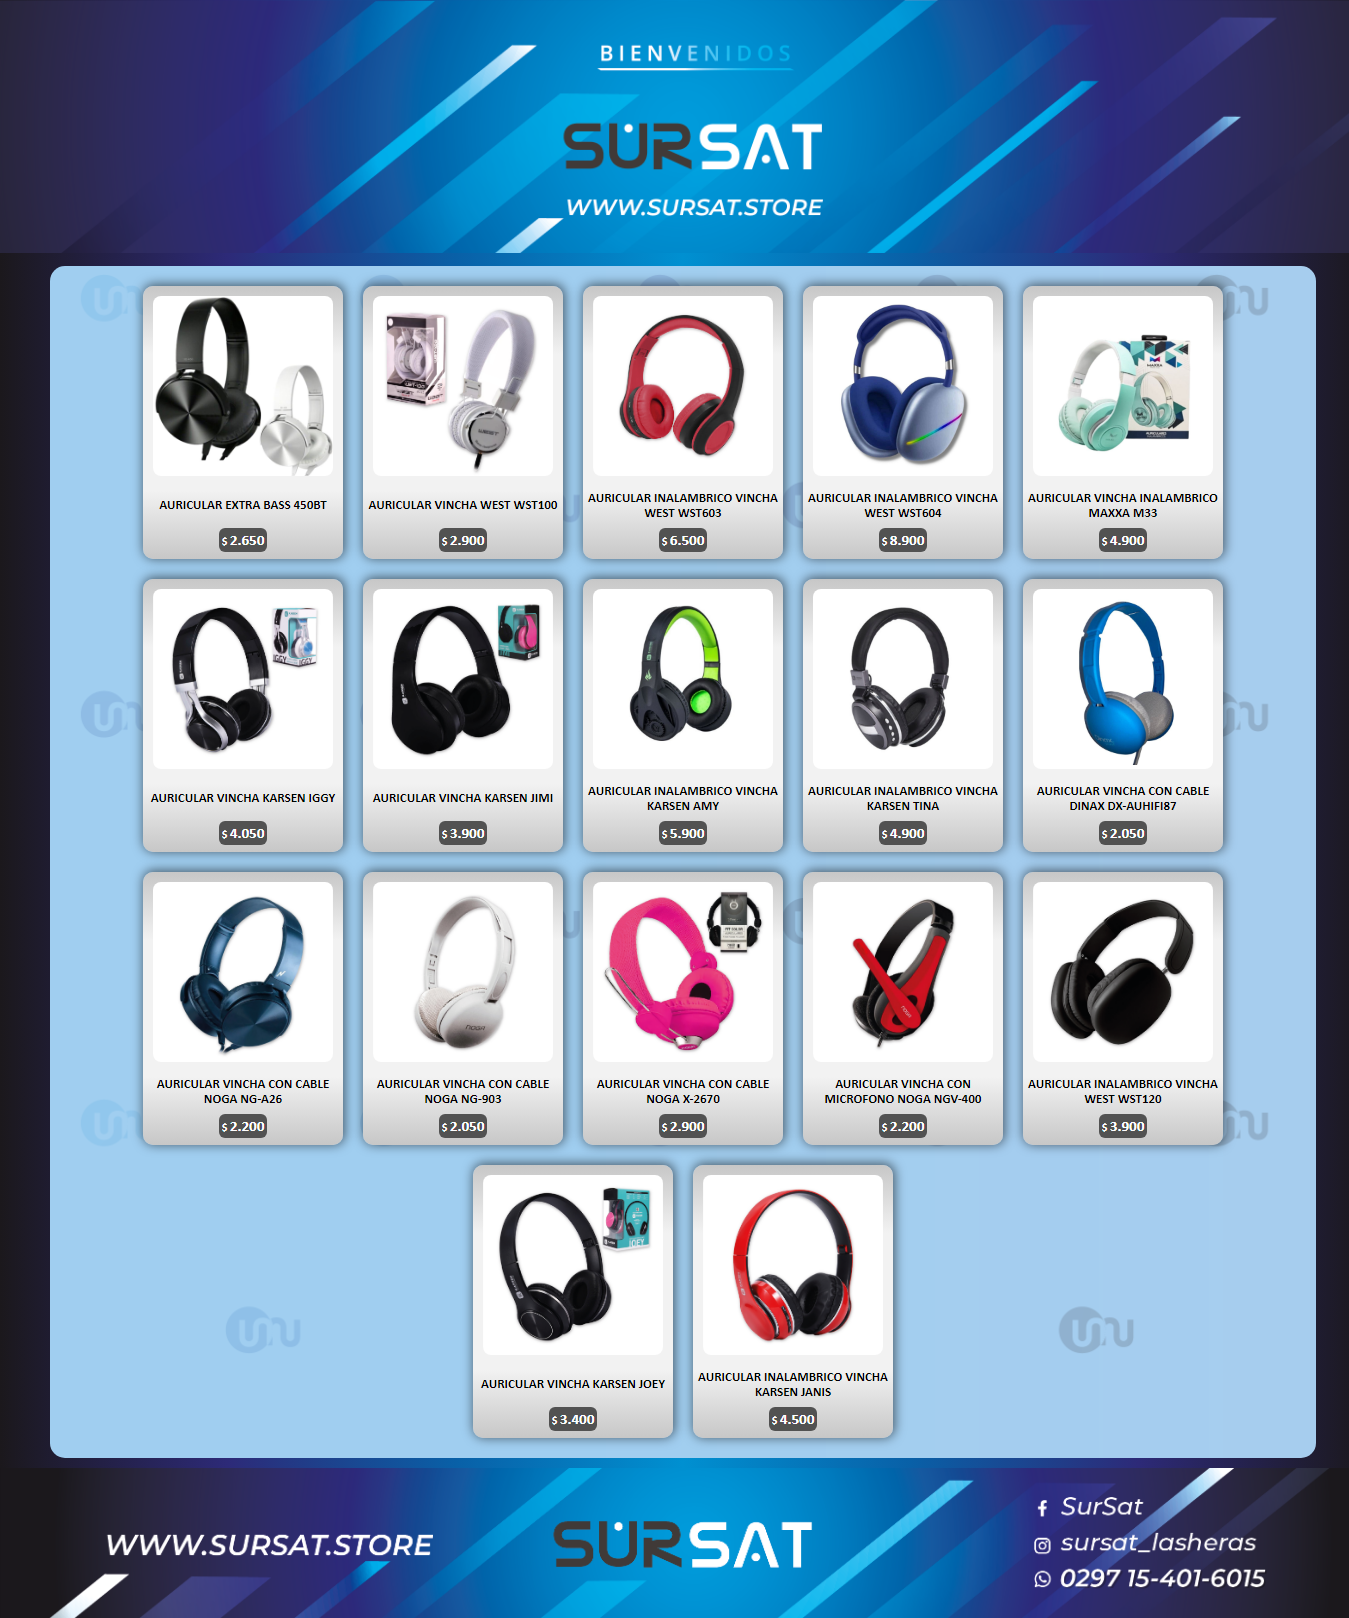 BIENVENIDOS
SURSAT
WWW.SURSAT.STORE
AURICULAR EXTRA BASS 450BT
$ 2.650
AURICULAR VINCHA WEST WST100
$ 2.900
AURICULAR INALAMBRICO VINCHA
WEST WST603
$ 6.500
AURICULAR INALAMBRICO VINCHA
WEST WST604
$ 8.900
AURICULAR VINCHA INALAMBRICO
MAXXA M33
$ 4.900
IGGY
IGGY
AURICULAR VINCHA KARSEN IGGY
$ 4.050
AURICULAR VINCHA KARSEN JIMI
$ 3.900
AURICULAR INALAMBRICO VINCHA
KARSEN AMY
$ 5.900
AURICULAR INALAMBRICO VINCHA
KARSEN TINA
$ 4.900
AURICULAR VINCHA CON CABLE
DINAX DX-AUHIFI87
$ 2.050
AURICULAR VINCHA CON CABLE
NOGA NG-A26
$ 2.200
noga
AURICULAR VINCHA CON CABLE
NOGA NG-903
$ 2.050
AURICULAR VINCHA CON CABLE
NOGA X-2670
$ 2.900
noga
AURICULAR VINCHA CON
MICROFONO NOGA NGV-400
$ 2.200
AURICULAR INALAMBRICO VINCHA
WEST WST120
$ 3.900
JOEY
AURICULAR VINCHA KARSEN JOEY
$ 3.400
AURICULAR INALAMBRICO VINCHA
KARSEN JANIS
$ 4.500
WWW.SURSAT.STORE
SURSAT
SurSat
sursat_lasheras
0297 15-401-6015